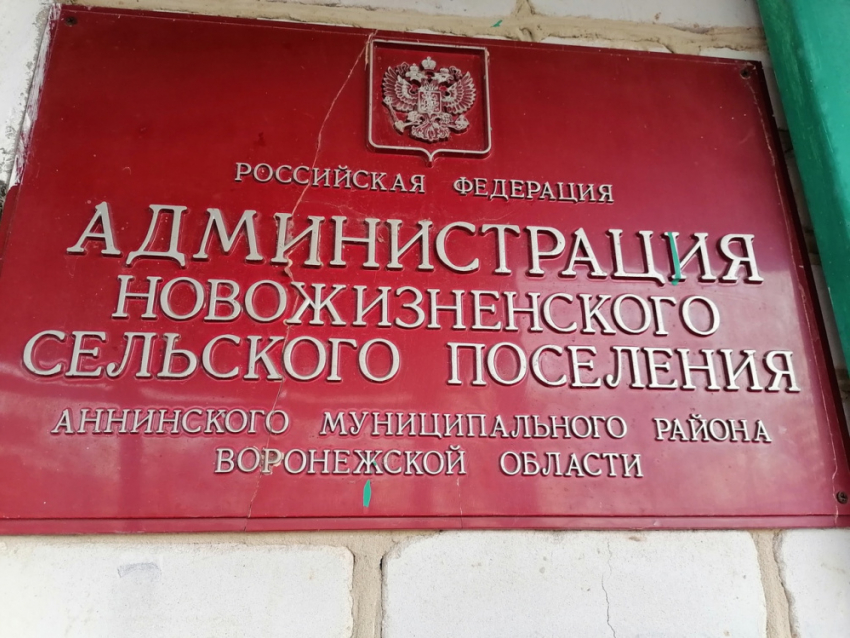 РОССИЙСКАЯ ФЕДЕРАЦИЯ
АДМИНИСТРАЦИЯ
НОВОЖИЗНЕНСКОГО
СЕЛЬСКОГО ПОСЕЛЕНИЯ
АННИНСКОГО МУНИЦИПАЛЬНОГО РАЙОНА
ВОРОНЕЖСКОЙ ОБЛАСТИ